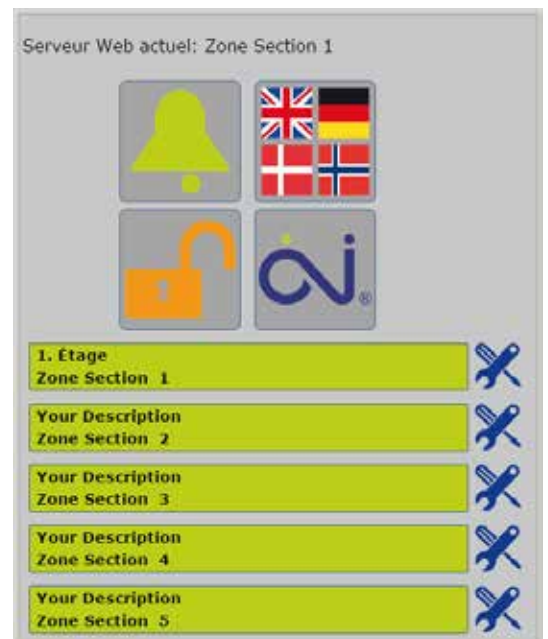 Serveur Web actuel: Zone Section 1
1. Étage
Zone Section 1
Your Description
Zone Section 2
Your Description
Zone Section 3
Your Description
Zone Section 4
Your Description
Zone Section 5